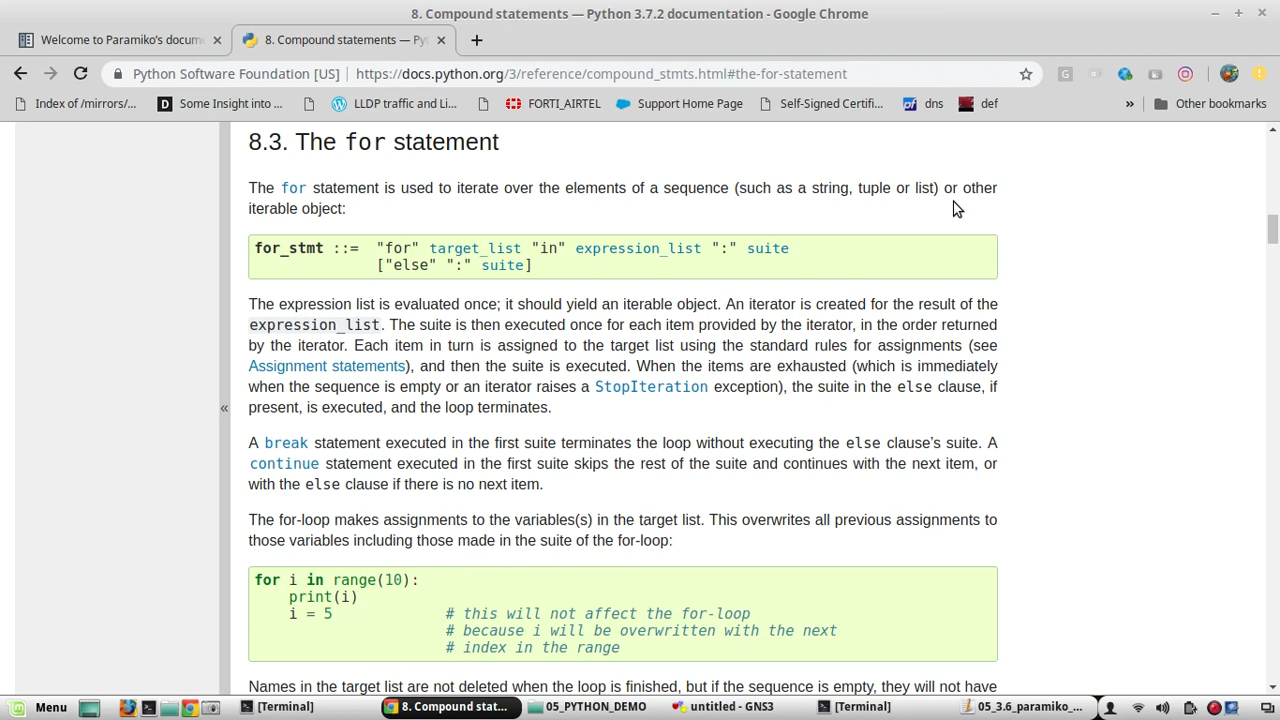 8. Compound statements — Python 3.7.2 documentation - Google Chrome
Welcome to Paramiko's docum
8. Compound statements — Py
Python Software Foundation [US] https://docs.python.org/3/reference/compound_stmts.html#the-for-statement
Index of/mirrors/... Some Insight into ... LLDP traffic and Li... FORTI_AIRTEL Support Home Page Self-Signed Certifi... dns def » Other bookmarks
8.3. The for statement
The for statement is used to iterate over the elements of a sequence (such as a string, tuple or list) or other
iterable object:
for_stmt ::= "for" target_list "in" expression_list ":" suite
["else" ":" suite]
The expression list is evaluated once; it should yield an iterable object. An iterator is created for the result of the
expression_list. The suite is then executed once for each item provided by the iterator, in the order returned
by the iterator. Each item in turn is assigned to the target list using the standard rules for assignments (see
Assignment statements), and then the suite is executed. When the items are exhausted (which is immediately
when the sequence is empty or an iterator raises a StopIteration exception), the suite in the else clause, if
present, is executed, and the loop terminates.
A break statement executed in the first suite terminates the loop without executing the else clause's suite. A
continue statement executed in the first suite skips the rest of the suite and continues with the next item, or
with the else clause if there is no next item.
The for-loop makes assignments to the variables(s) in the target list. This overwrites all previous assignments to
those variables including those made in the suite of the for-loop:
for i in range(10):
print(i)
i = 5 # this will not affect the for-loop
# because i will be overwritten with the next
# index in the range
Names in the target list are not deleted when the loop is finished, but if the sequence is empty, they will not have
Menu [Terminal] 8. Compound stat... 05_PYTHON_DEMO untitled - GNS3 [Terminal] 05_3.6_paramiko_...